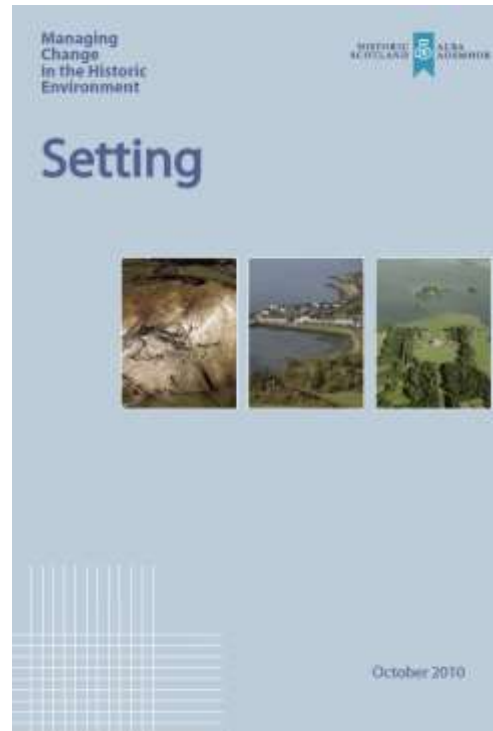 Managing
Change
in the Historic
Environment
HISTORIC ALBA
SCOTLAND AOSMHOR
Setting
October 2010